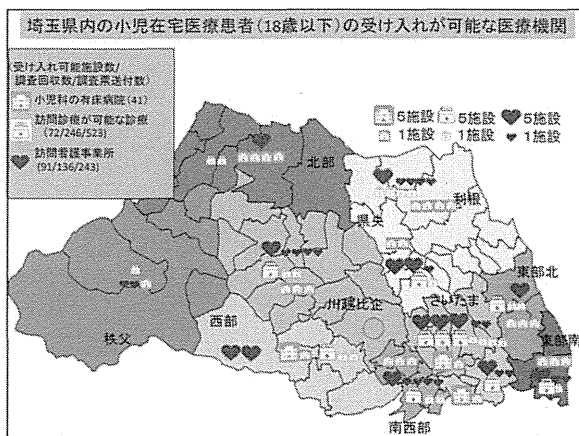 埼玉県内の小児在宅医療患者(18歳以下)の受け入れが可能な医療機関
(受け入れ可能施設数/
調査回収数/調査票送付数)
小児科の有床病院(41)
訪問診療が可能な診療
(72/246/523)
訪問看護事業所
(91/136/243)
5施設 5施設 5施設
1施設 1施設 1施設
北部
利根
県央
東部北
さいたま
川越比企
西部
秩父
東部南
南西部